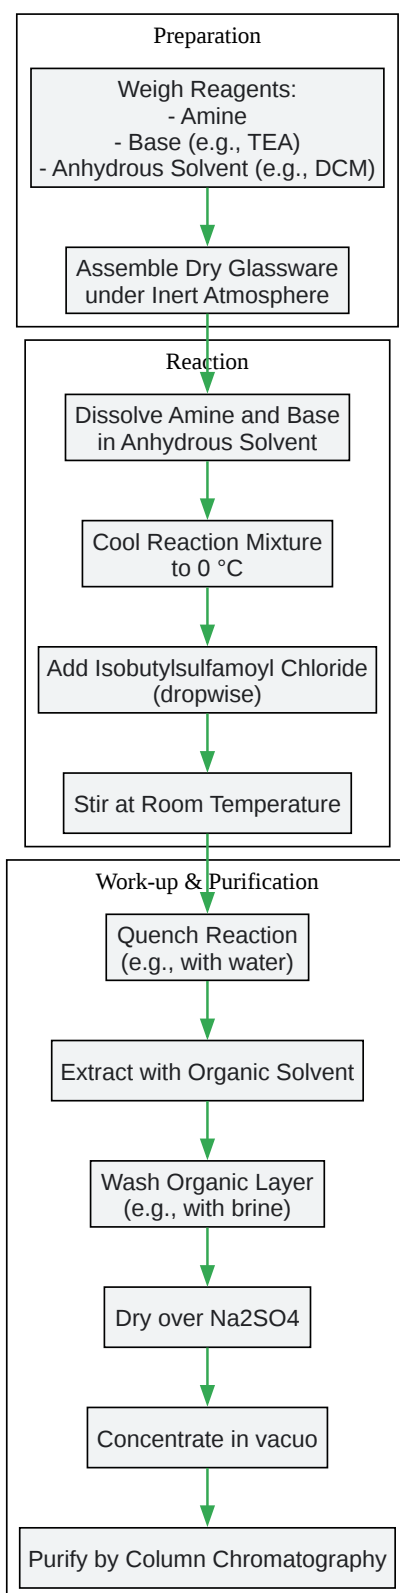 Preparation
Weigh Reagents:
- Amine
- Base (e.g., TEA)
- Anhydrous Solvent (e.g., DCM)
Assemble Dry Glassware
under Inert Atmosphere
Reaction
Dissolve Amine and Base
in Anhydrous Solvent
Cool Reaction Mixture
to 0 °C
Add Isobutylsulfamoyl Chloride
(dropwise)
Stir at Room Temperature
Work-up & Purification
Quench Reaction
(e.g., with water)
Extract with Organic Solvent
Wash Organic Layer
(e.g., with brine)
Dry over Na2SO4
Concentrate in vacuo
Purify by Column Chromatography